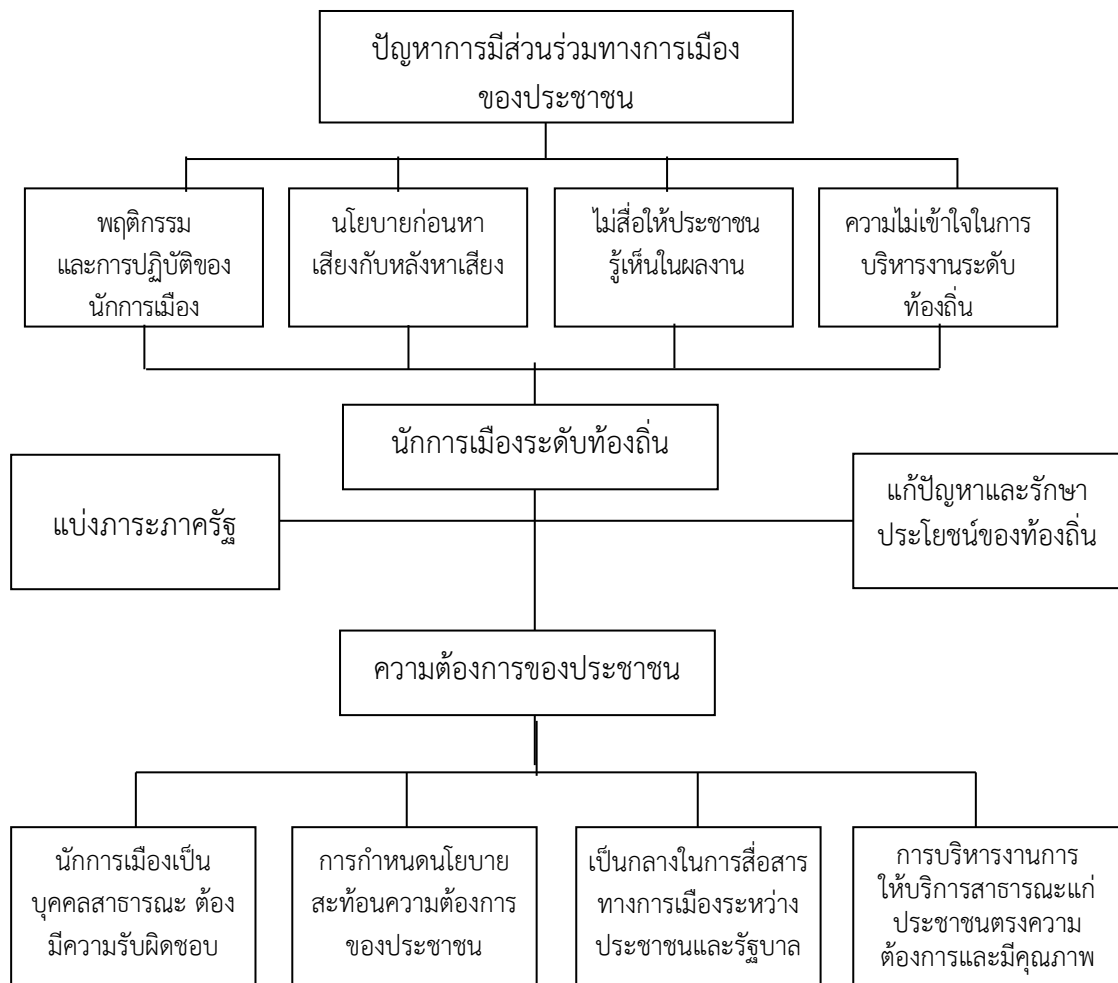 ปัญหาการมีส่วนร่วมทางการเมือง
ของประชาชน
พฤติกรรม
และการปฏิบัติของ
นักการเมือง
นโยบายก่อนหา
เสียงกับหลังหาเสียง
ไม่สื่อให้ประชาชน
รู้เห็นในผลงาน
ความไม่เข้าใจในการ
บริหารงานระดับ
ท้องถิ่น
นักการเมืองระดับท้องถิ่น
แบ่งภาระภาครัฐ
แก้ปัญหาและรักษา
ประโยชน์ของท้องถิ่น
ความต้องการของประชาชน
นักการเมืองเป็น
บุคคลสาธารณะ ต้อง
มีความรับผิดชอบ
การกำหนดนโยบาย
สะท้อนความต้องการ
ของประชาชน
เป็นกลางในการสื่อสาร
ทางการเมืองระหว่าง
ประชาชนและรัฐบาล
การบริหารงานการ
ให้บริการสาธารณะแก่
ประชาชนตรงความ
ต้องการและมีคุณภาพ